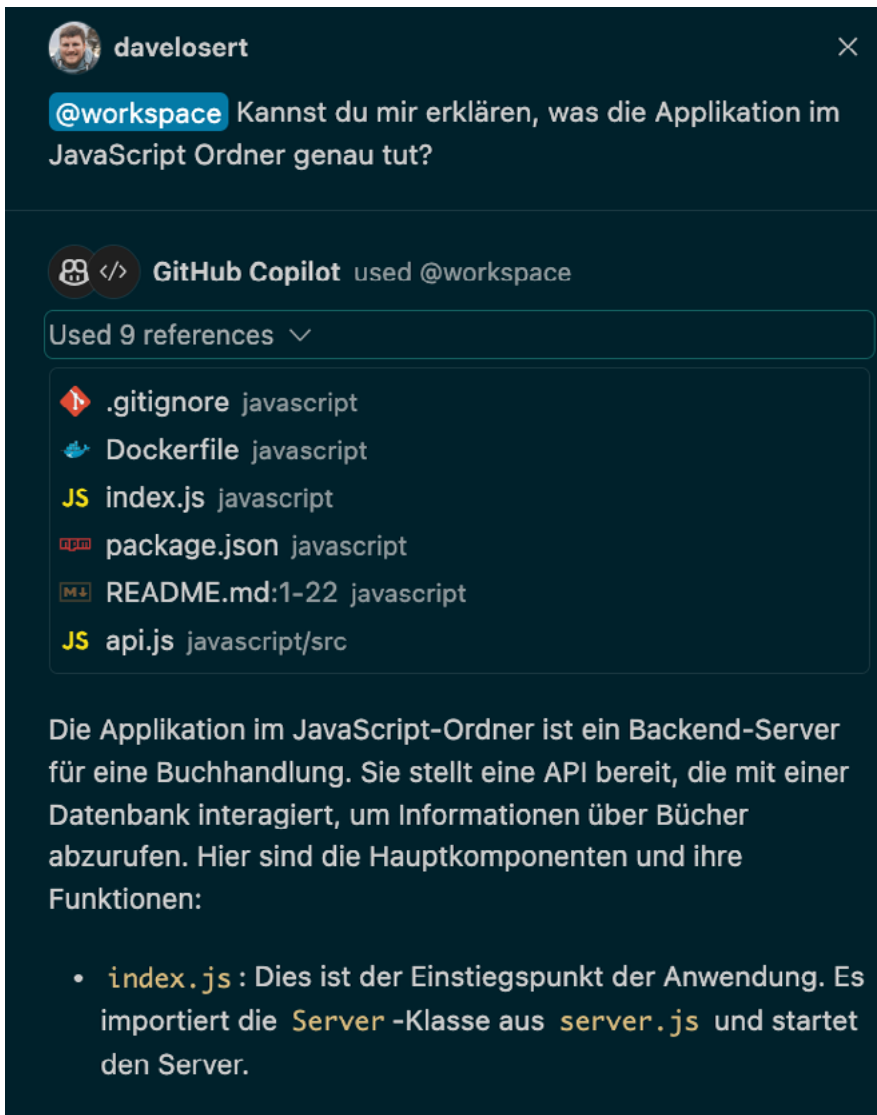 davelosert
@workspace Kannst du mir erklären, was die Applikation im
JavaScript Ordner genau tut?
GitHub Copilot used @workspace
Used 9 references
.gitignore javascript
Dockerfile javascript
JS index.js javascript
npm package.json javascript
M↓ README.md:1-22 javascript
JS api.js javascript/src
Die Applikation im JavaScript-Ordner ist ein Backend-Server
für eine Buchhandlung. Sie stellt eine API bereit, die mit einer
Datenbank interagiert, um Informationen über Bücher
abzurufen. Hier sind die Hauptkomponenten und ihre
Funktionen:
• index.js: Dies ist der Einstiegspunkt der Anwendung. Es
importiert die Server-Klasse aus server.js und startet
den Server.